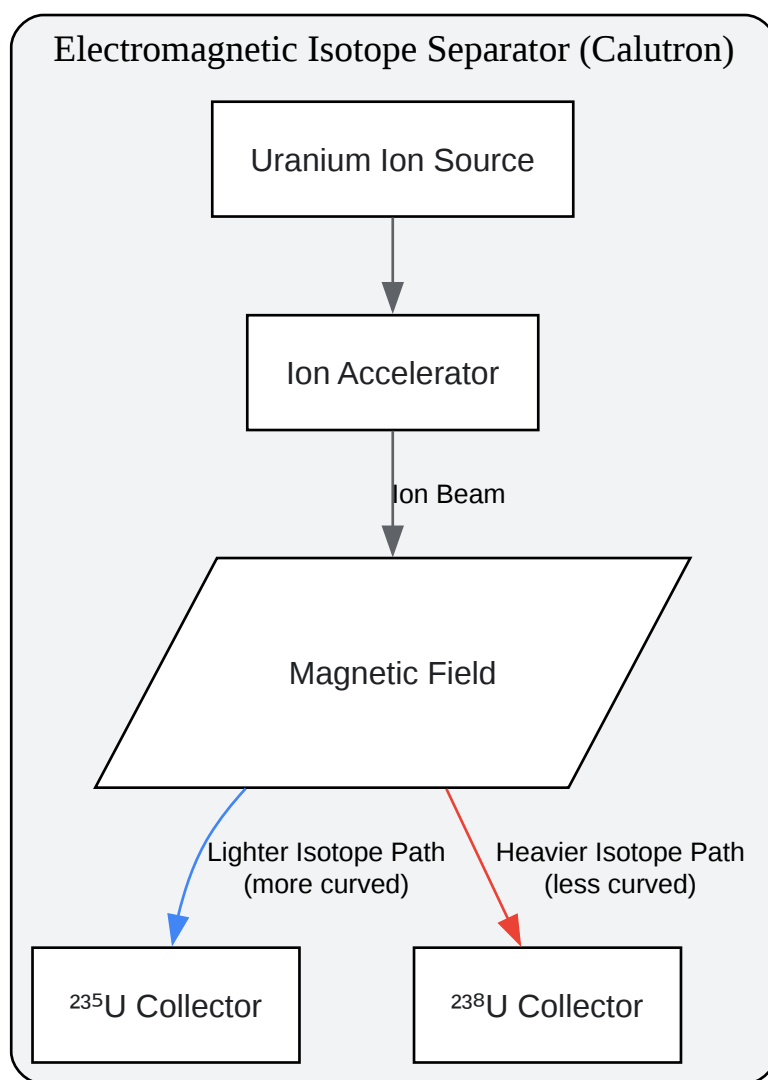 Electromagnetic Isotope Separator (Calutron)
Uranium Ion Source
Ion Accelerator
Ion Beam
Magnetic Field
Lighter Isotope Path
(more curved)
Heavier Isotope Path
(less curved)
²³⁵U Collector
²³⁸U Collector